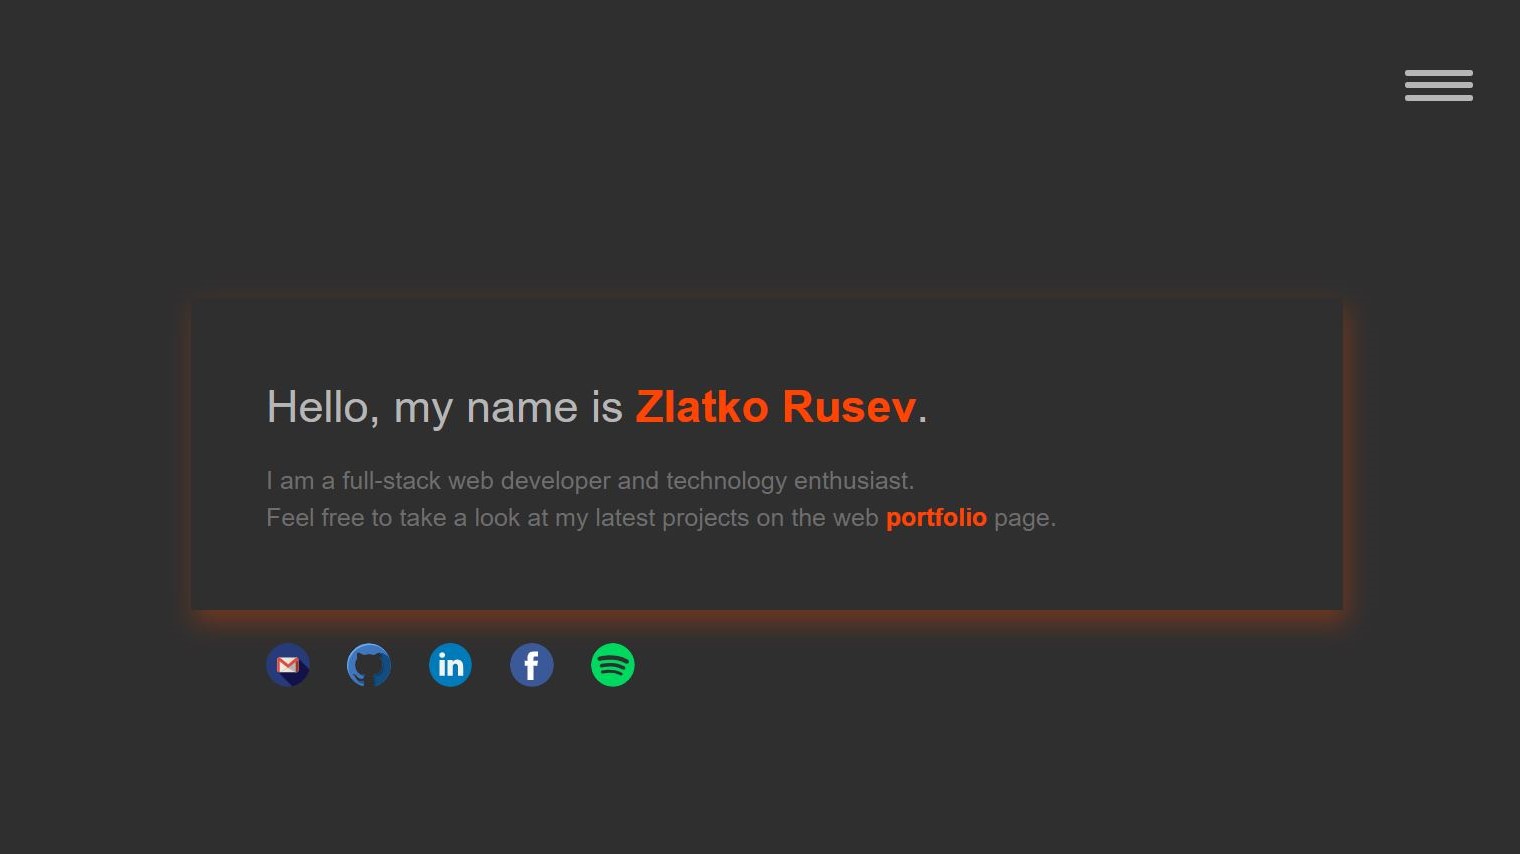 Hello, my name is Zlatko Rusev.
I am a full-stack web developer and technology enthusiast.
Feel free to take a look at my latest projects on the web portfolio page.
in f